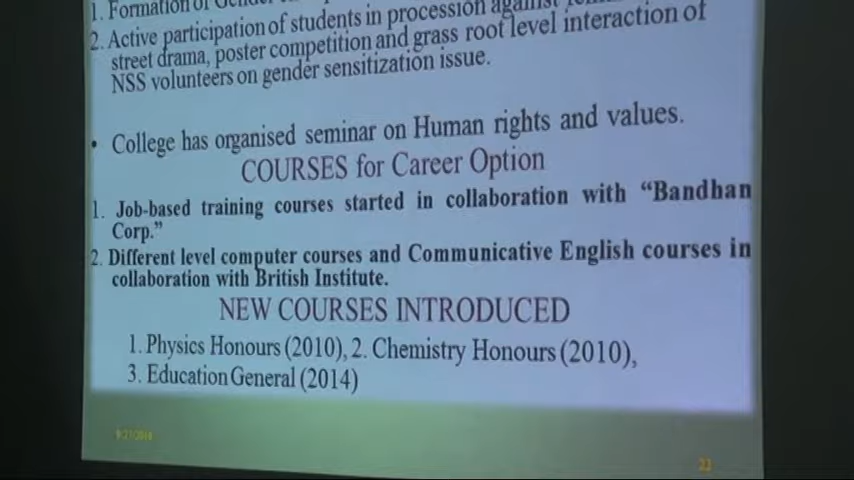 1. Formation of Gender
2. Active participation of students in procession against
street drama, poster competition and grass root level interaction of
NSS volunteers on gender sensitization issue.
• College has organised seminar on Human rights and values.
COURSES for Career Option
1. Job-based training courses started in collaboration with “Bandhan
Corp.”
2. Different level computer courses and Communicative English courses in
collaboration with British Institute.
NEW COURSES INTRODUCED
1. Physics Honours (2010), 2. Chemistry Honours (2010),
3. Education General (2014)